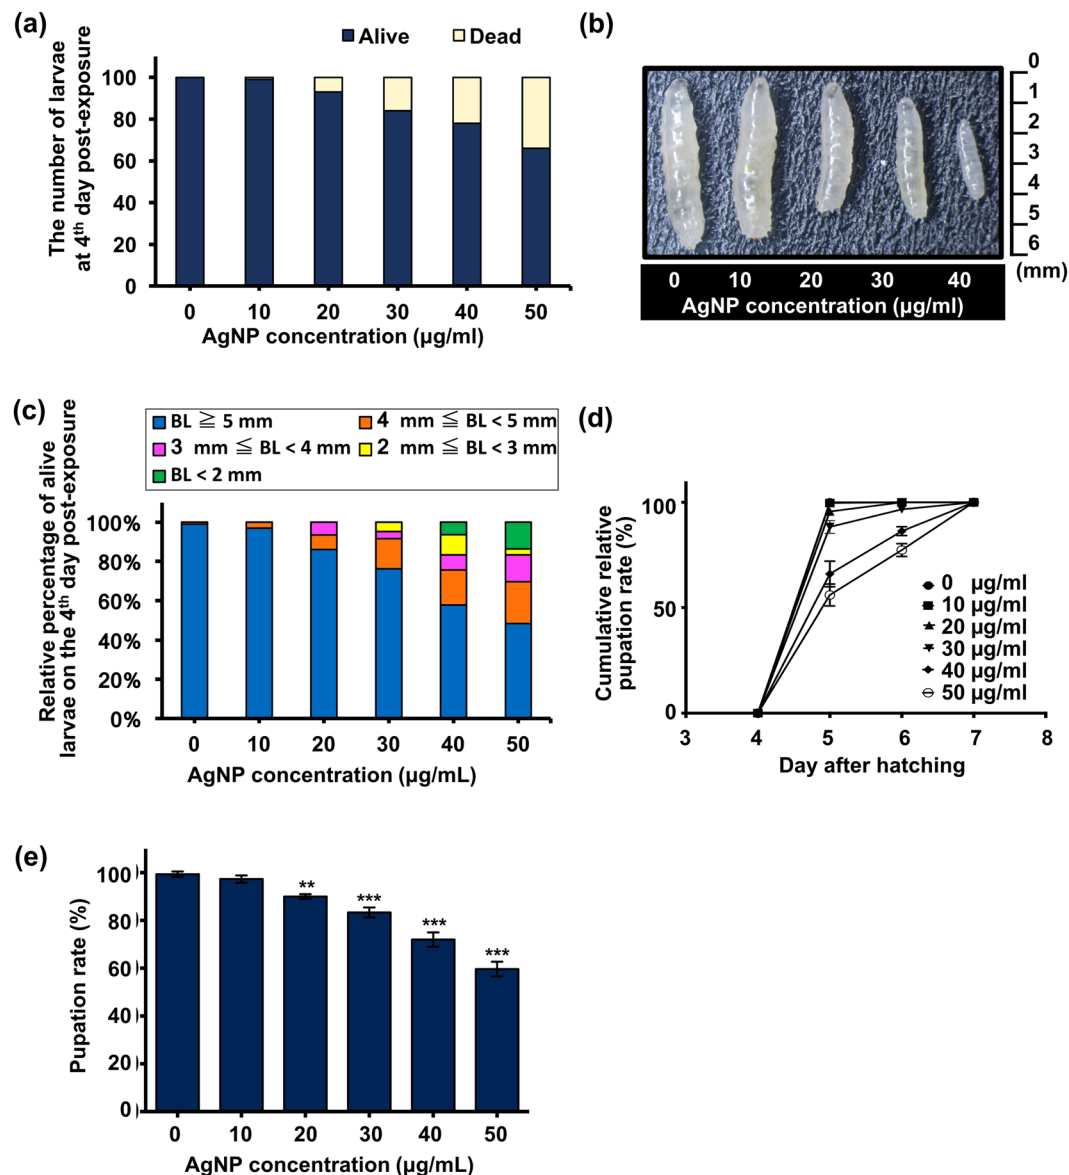 (a)
Alive Dead
The number of larvae
at 4th day post-exposure
100
80
60
40
20
0
0 10 20 30 40 50
AgNP concentration (µg/ml)
(b)
0
1
2
3
4
5
6
(mm)
0 10 20 30 40
AgNP concentration (µg/ml)
(c)
BL ≧ 5 mm 4 mm ≦ BL < 5 mm
3 mm ≦ BL < 4 mm 2 mm ≦ BL < 3 mm
BL < 2 mm
Relative percentage of alive
larvae on the 4th day post-exposure
100%
80%
60%
40%
20%
0%
0 10 20 30 40 50
AgNP concentration (µg/mL)
(d)
Cumulative relative
pupation rate (%)
100
50
0
0 µg/ml
10 µg/ml
20 µg/ml
30 µg/ml
40 µg/ml
50 µg/ml
3 4 5 6 7 8
Day after hatching
(e)
Pupation rate (%)
100
80
60
40
20
0
** *** *** ***
0 10 20 30 40 50
AgNP concentration (µg/mL)